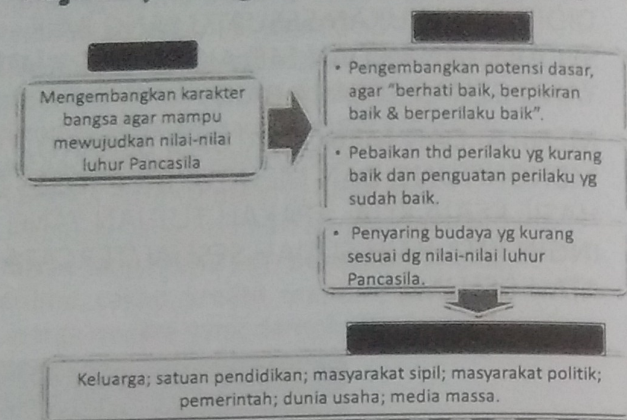 Mengembangkan karakter
bangsa agar mampu
mewujudkan nilai-nilai
luhur Pancasila
• Pengembangkan potensi dasar,
agar "berhati baik, berpikiran
baik & berperilaku baik".
• Pebaikan thd perilaku yg kurang
baik dan penguatan perilaku yg
sudah baik.
• Penyaring budaya yg kurang
sesuai dg nilai-nilai luhur
Pancasila.
Keluarga; satuan pendidikan; masyarakat sipil; masyarakat politik;
pemerintah; dunia usaha; media massa.